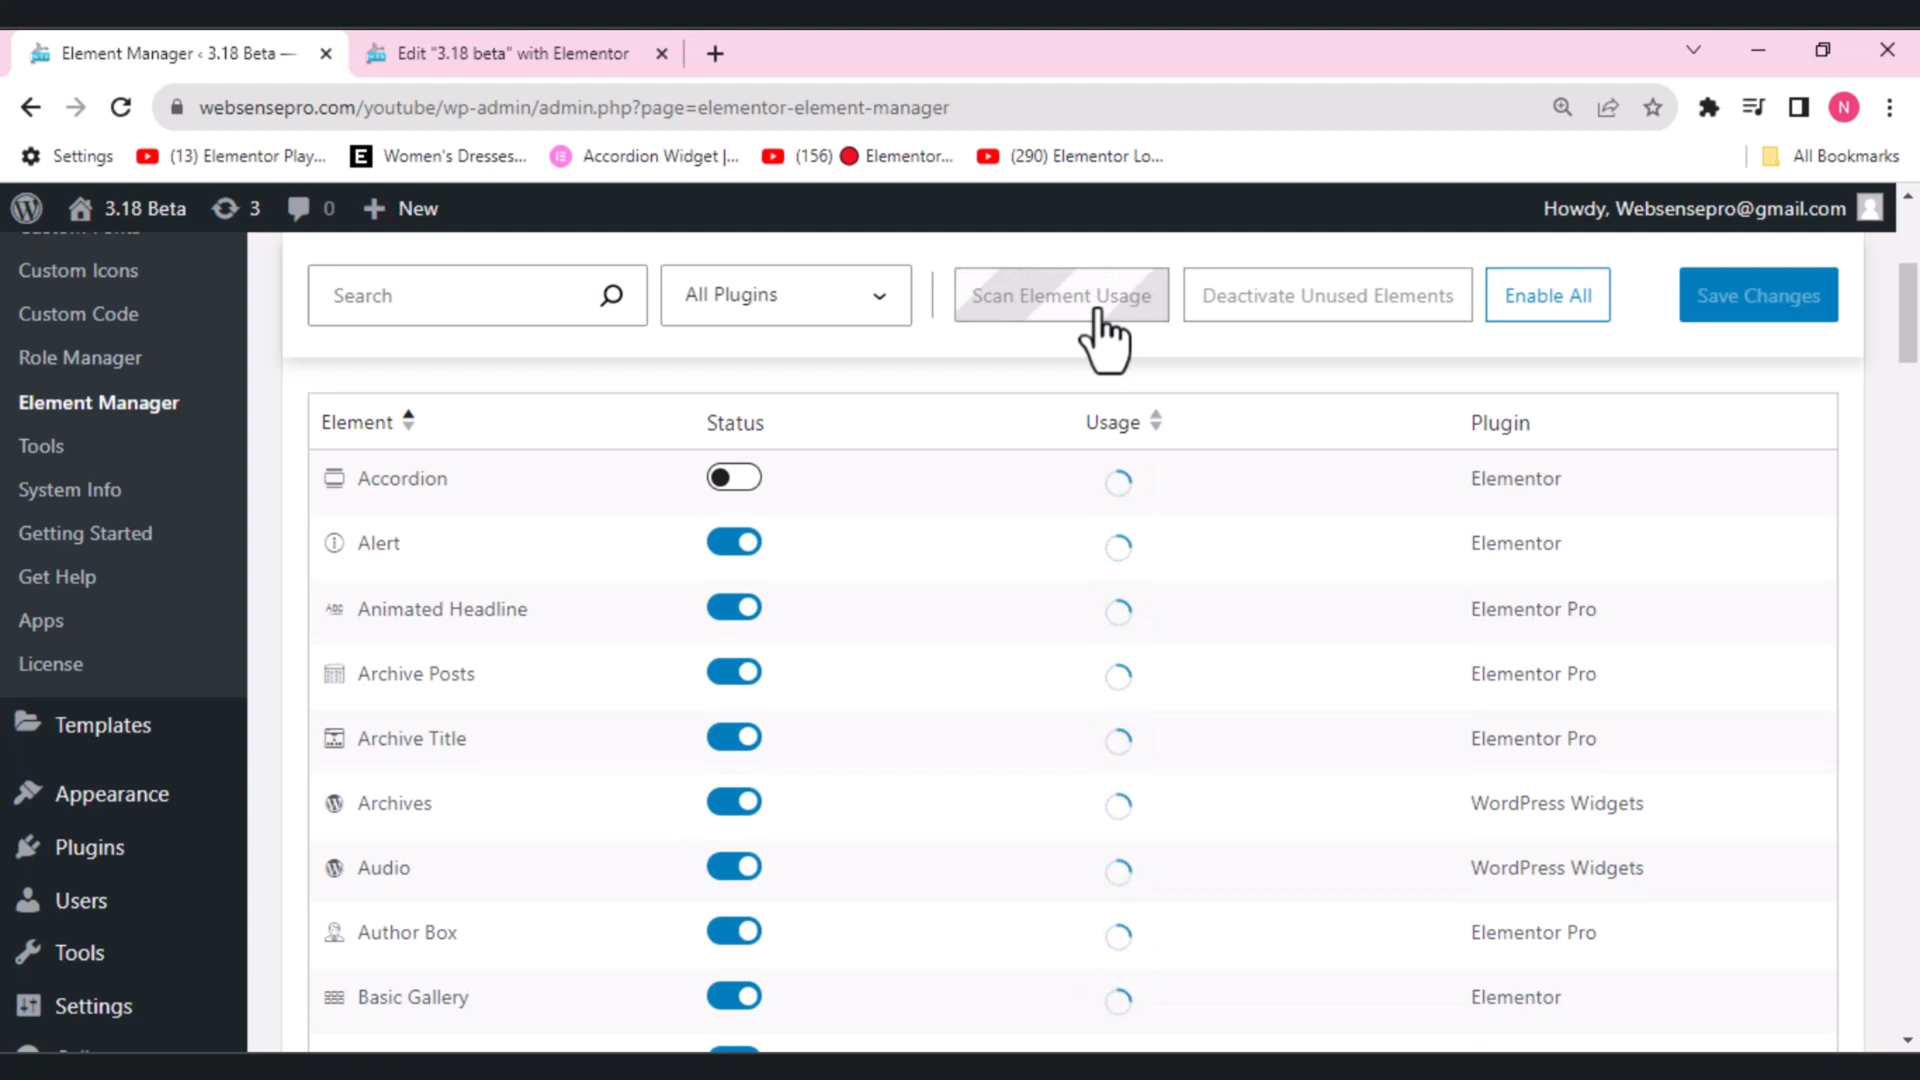 Element Manager ‹ 3.18 Beta —
Edit "3.18 beta" with Elementor
websensepro.com/youtube/wp-admin/admin.php?page=elementor-element-manager
N
Settings
(13) Elementor Play...
E Women's Dresses...
Accordion Widget |...
(156) Elementor...
(290) Elementor Lo...
All Bookmarks
3.18 Beta
3
0
New
Howdy, Websensepro@gmail.com
Custom Icons
Custom Code
Role Manager
Element Manager
Tools
System Info
Getting Started
Get Help
Apps
License
Templates
Appearance
Plugins
Users
Tools
Settings
Search
All Plugins
Scan Element Usage
Deactivate Unused Elements
Enable All
Save Changes
Element Status Usage Plugin
Accordion Elementor
Alert Elementor
Animated Headline Elementor Pro
Archive Posts Elementor Pro
Archive Title Elementor Pro
Archives WordPress Widgets
Audio WordPress Widgets
Author Box Elementor Pro
Basic Gallery Elementor